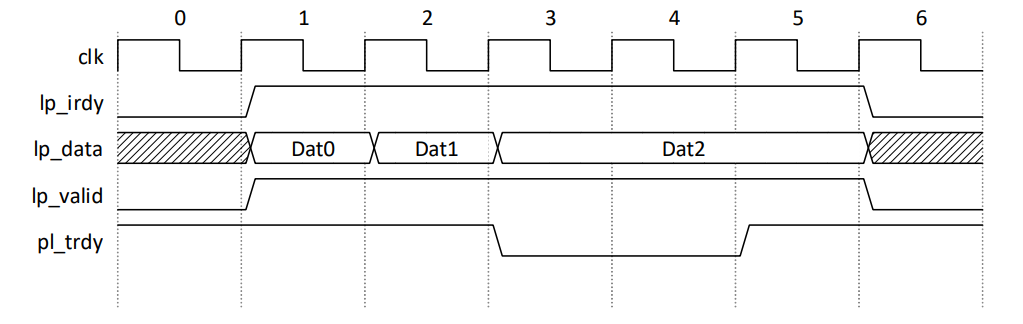 0 1 2 3 4 5 6
clk
lp_irdy
lp_data Dat0 Dat1 Dat2
lp_valid
pl_trdy